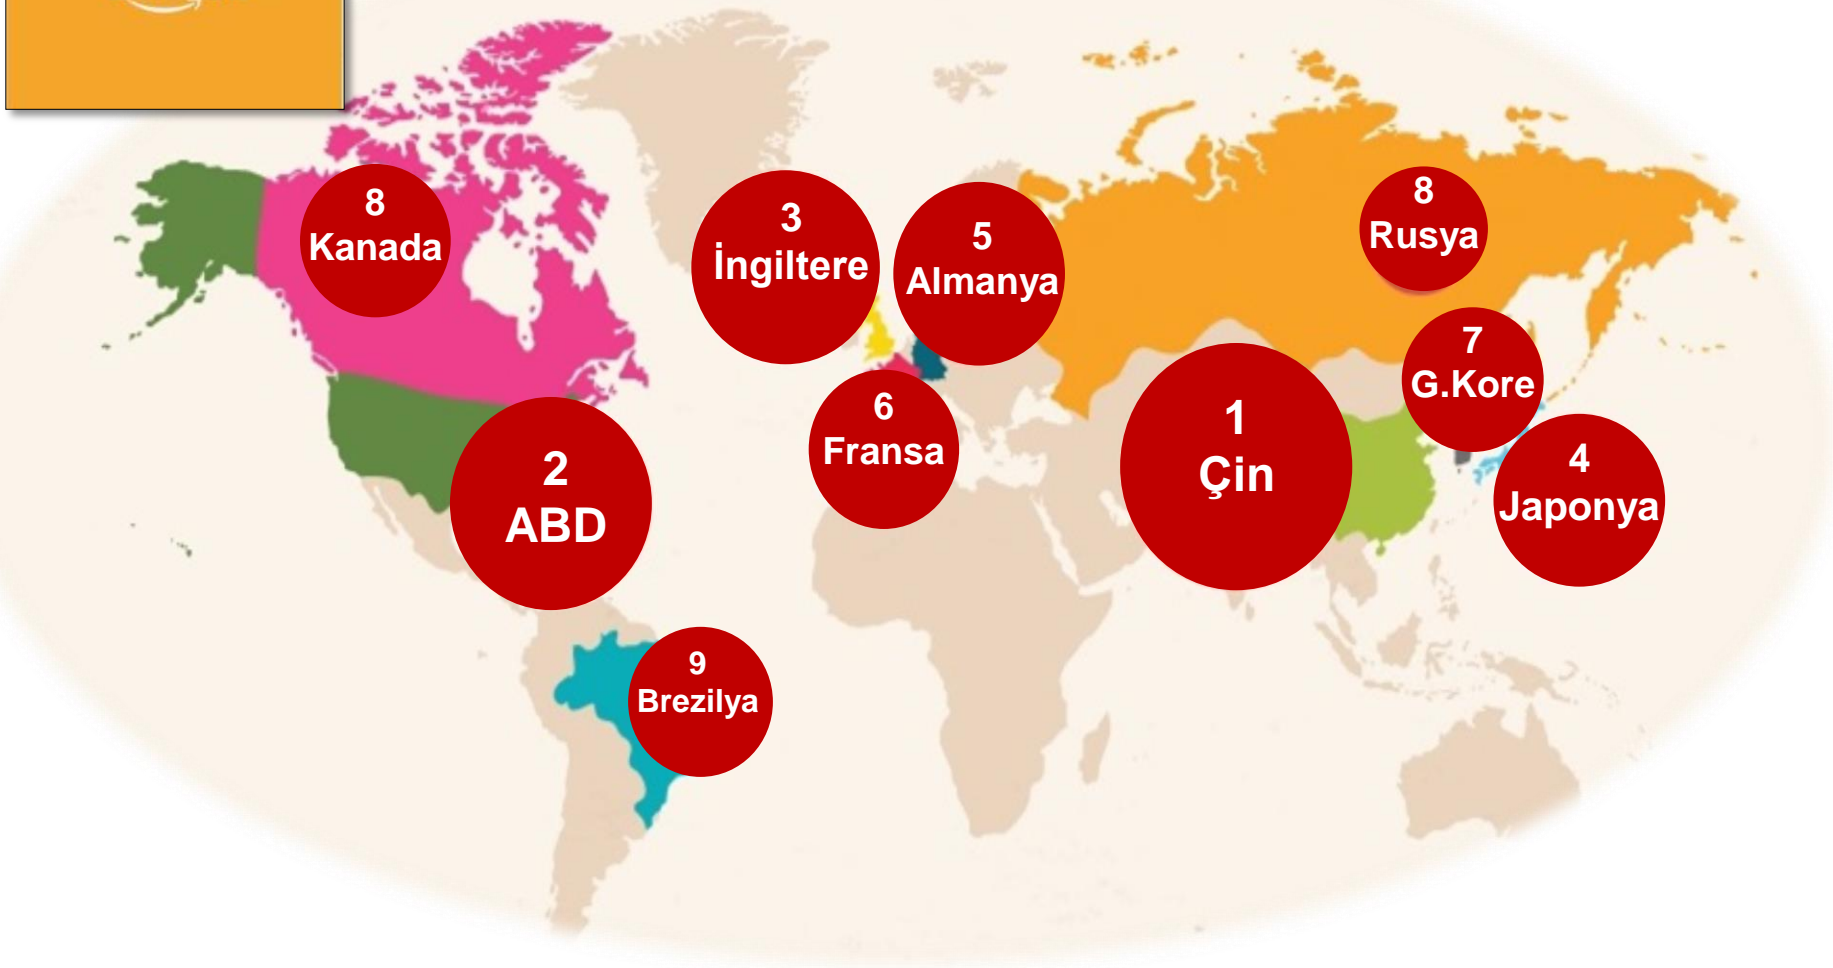 8
Kanada
3
İngiltere
5
Almanya
8
Rusya
7
G.Kore
6
Fransa
1
Çin
2
ABD
4
Japonya
9
Brezilya